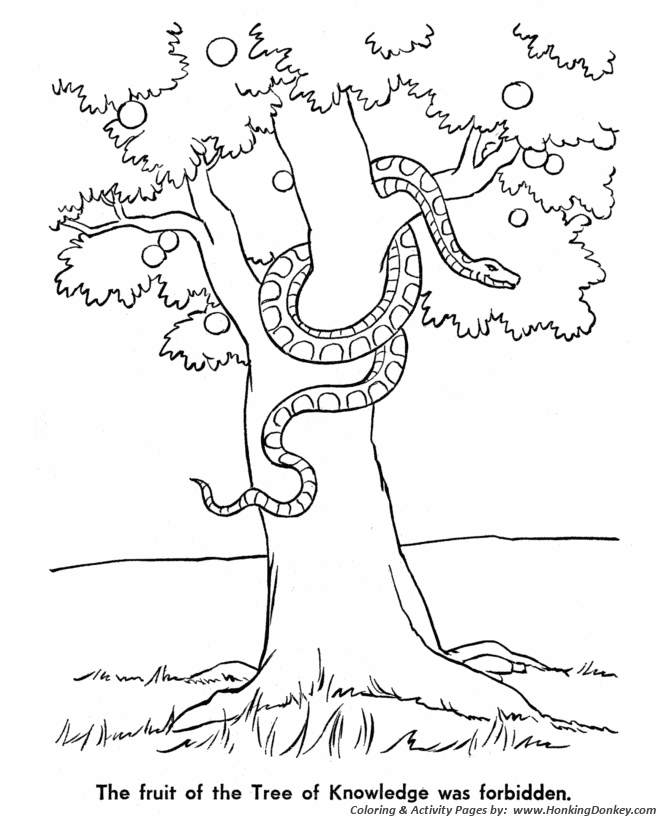 The fruit of the Tree of Knowledge was forbidden.
Coloring & Activity Pages by: www.HonkingDonkey.com